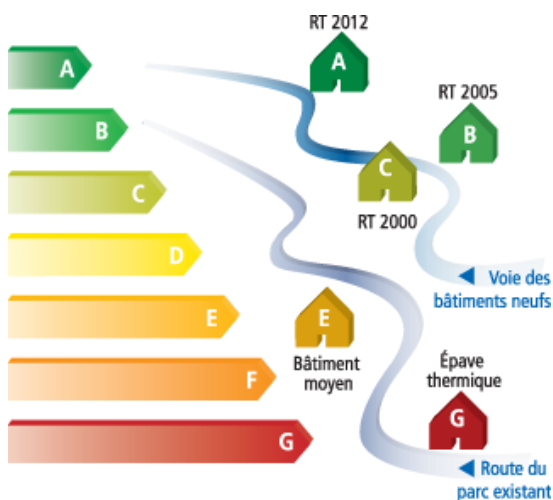 A
B
C
D
E
F
G
RT 2012
A
RT 2005
B
C
RT 2000
Voie des
bâtiments neufs
E
Bâtiment
moyen
Épave
thermique
G
Route du
parc existant